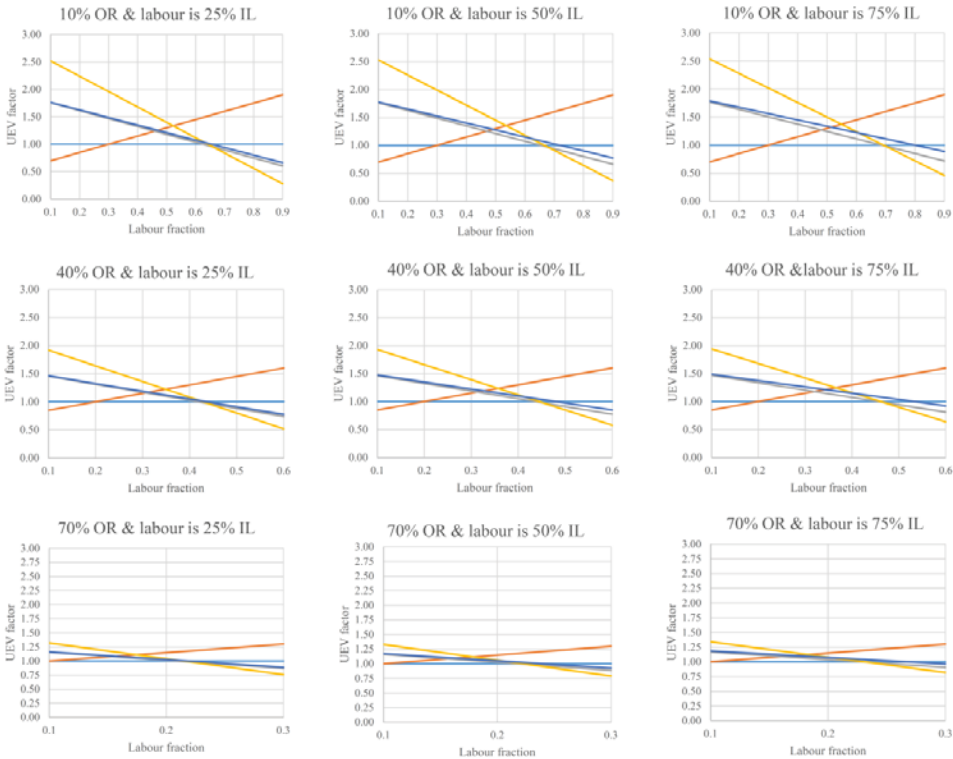 10% OR & labour is 25% IL
3.00
2.50
2.00
1.50
1.00
0.50
0.00
UEV factor
0.1 0.2 0.3 0.4 0.5 0.6 0.7 0.8 0.9
Labour fraction
10% OR & labour is 50% IL
3.00
2.50
2.00
1.50
1.00
0.50
0.00
UEV factor
0.1 0.2 0.3 0.4 0.5 0.6 0.7 0.8 0.9
Labour fraction
10% OR & labour is 75% IL
3.00
2.50
2.00
1.50
1.00
0.50
0.00
UEV factor
0.1 0.2 0.3 0.4 0.5 0.6 0.7 0.8 0.9
Labour fraction
40% OR & labour is 25% IL
3.00
2.50
2.00
1.50
1.00
0.50
0.00
UEV factor
0.1 0.2 0.3 0.4 0.5 0.6
Labour fraction
40% OR & labour is 50% IL
3.00
2.50
2.00
1.50
1.00
0.50
0.00
UEV factor
0.1 0.2 0.3 0.4 0.5 0.6
Labour fraction
40% OR &labour is 75% IL
3.00
2.50
2.00
1.50
1.00
0.50
0.00
UEV factor
0.1 0.2 0.3 0.4 0.5 0.6
Labour fraction
70% OR & labour is 25% IL
3.00
2.75
2.50
2.25
2.00
1.75
1.50
1.25
1.00
0.75
0.50
0.25
0.00
UEV factor
0.1 0.2 0.3
Labour fraction
70% OR & labour is 50% IL
3.00
2.75
2.50
2.25
2.00
1.75
1.50
1.25
1.00
0.75
0.50
0.25
0.00
UEV factor
0.1 0.2 0.3
Labour fraction
70% OR & labour is 75% IL
3.00
2.75
2.50
2.25
2.00
1.75
1.50
1.25
1.00
0.75
0.50
0.25
0.00
UEV factor
0.1 0.2 0.3
Labour fraction